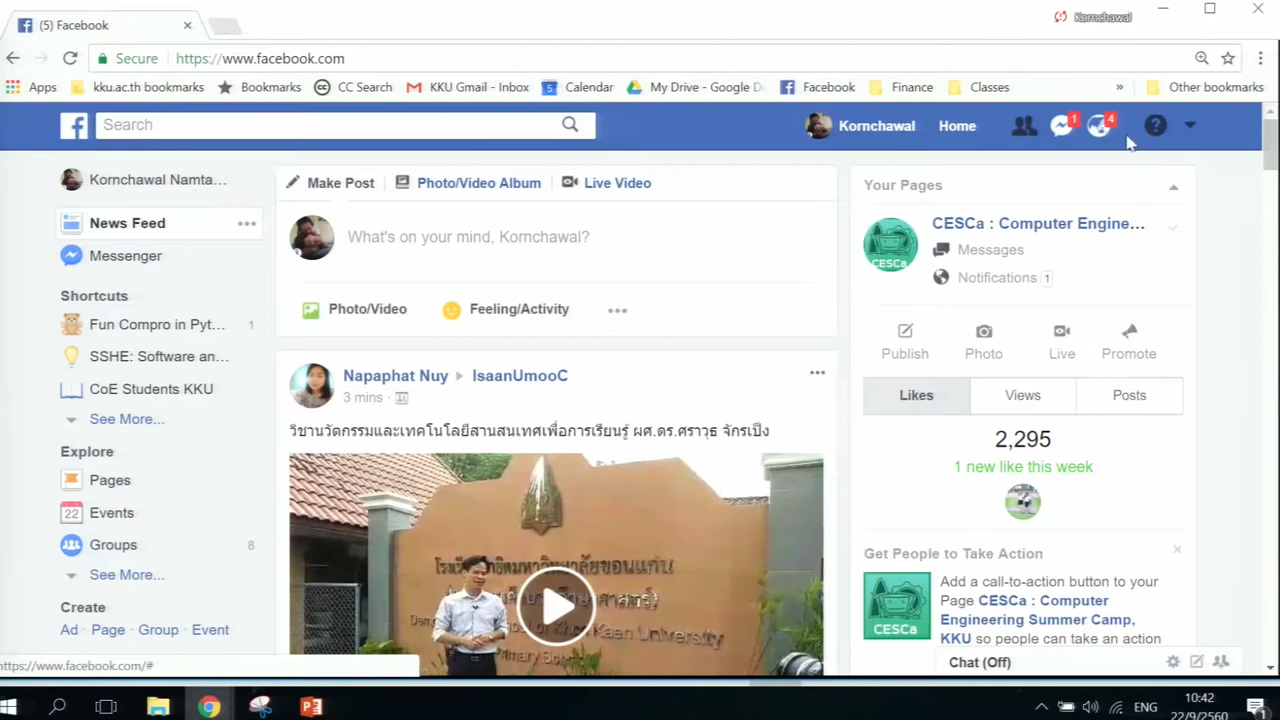 (5) Facebook
Kornchawal
Secure https://www.facebook.com
Apps kku.ac.th bookmarks Bookmarks CC Search KKU Gmail - Inbox Calendar My Drive - Google D Facebook Finance Classes » Other bookmarks
Search
Kornchawal Home 1 4
Kornchawal Namta...
News Feed
Messenger
Shortcuts
Fun Compro in Pyt... 1
SSHE: Software an...
CoE Students KKU
See More...
Explore
Pages
22 Events
Groups 8
See More...
Create
Ad · Page · Group · Event
https://www.facebook.com/#
Make Post Photo/Video Album Live Video
What's on your mind, Kornchawal?
Photo/Video Feeling/Activity
Napaphat Nuy IsaanUmooC
3 mins ·
วิชานวัตกรรมและเทคโนโลยีสานสนเทศเพื่อการเรียนรู้ ผศ.ดร.ศราวุธ จักรเป็ง
Your Pages
CESCa : Computer Engine...
CESCa
Messages
Notifications 1
Publish Photo Live Promote
Likes Views Posts
2,295
1 new like this week
Get People to Take Action
Add a call-to-action button to your
Page CESCa : Computer
Engineering Summer Camp,
KKU so people can take an action
CESCa
Chat (Off)
ENG
10:42
22/9/2560